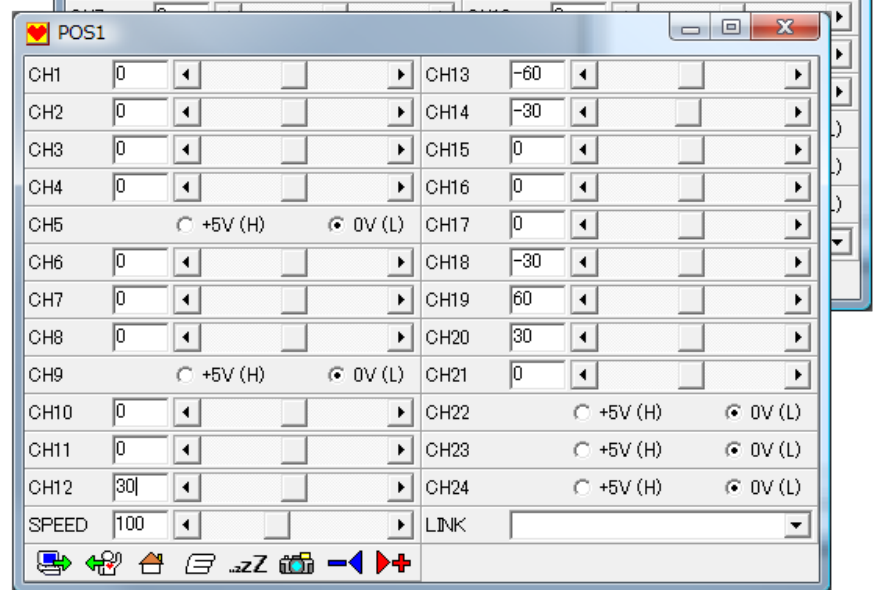 POS1
CH1 0 CH13 -60
CH2 0 CH14 -30
CH3 0 CH15 0
CH4 0 CH16 0
CH5 +5V (H) 0V (L) CH17 0
CH6 0 CH18 -30
CH7 0 CH19 60
CH8 0 CH20 30
CH9 +5V (H) 0V (L) CH21 0
CH10 0 CH22 +5V (H) 0V (L)
CH11 0 CH23 +5V (H) 0V (L)
CH12 30 CH24 +5V (H) 0V (L)
SPEED 100 LINK
..zzZ